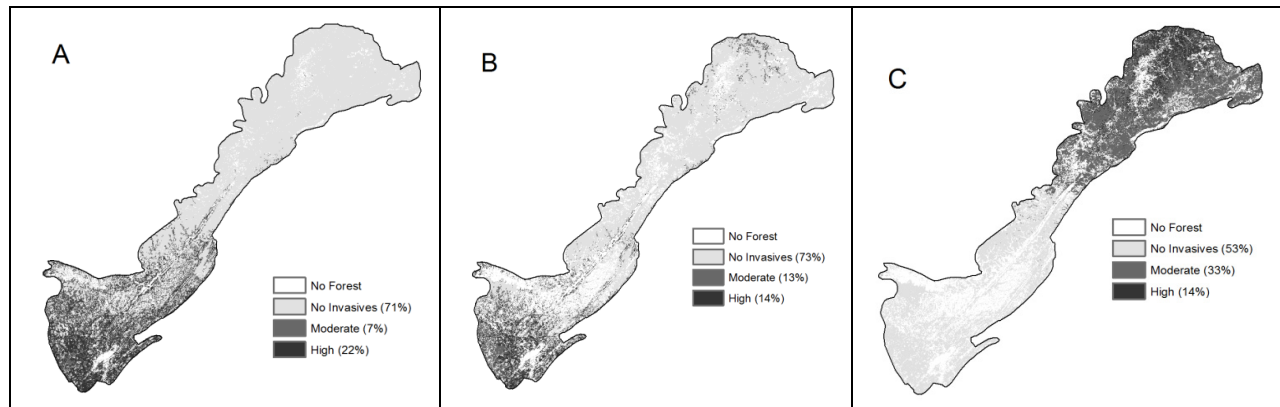 A
No Forest
No Invasives (71%)
Moderate (7%)
High (22%)
B
No Forest
No Invasives (73%)
Moderate (13%)
High (14%)
C
No Forest
No Invasives (53%)
Moderate (33%)
High (14%)